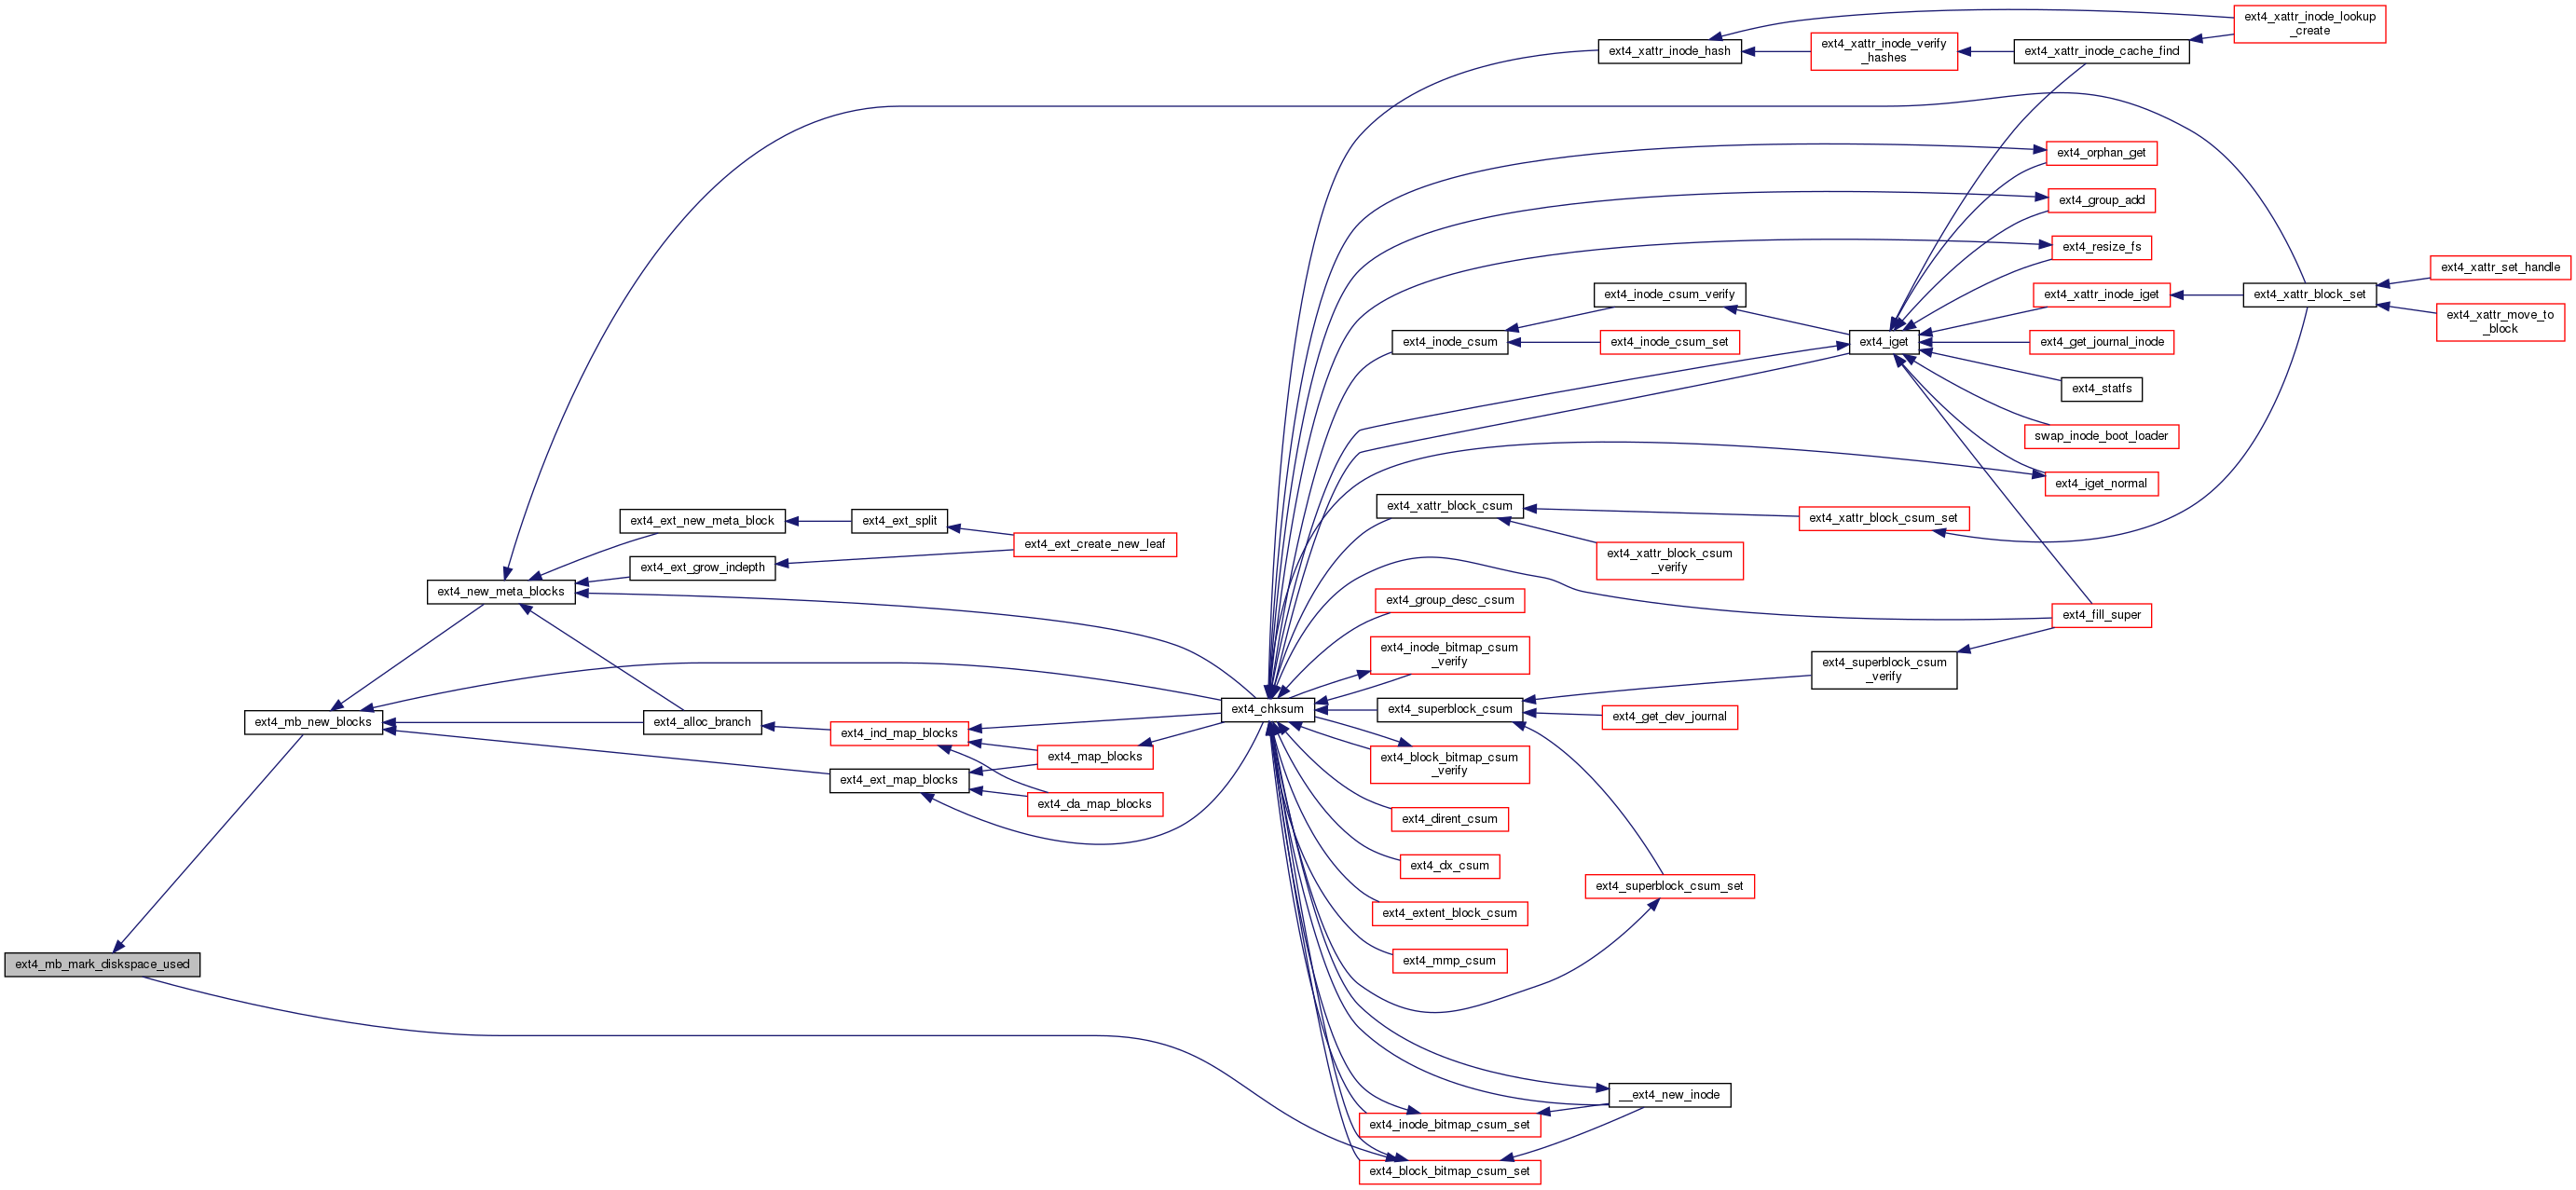 ext4_xattr_inode_lookup
_create
ext4_xattr_inode_hash
ext4_xattr_inode_verify
_hashes
ext4_xattr_inode_cache_find
ext4_orphan_get
ext4_group_add
ext4_resize_fs
ext4_xattr_set_handle
ext4_inode_csum_verify
ext4_xattr_inode_iget
ext4_xattr_block_set
ext4_xattr_move_to
_block
ext4_inode_csum
ext4_inode_csum_set
ext4_iget
ext4_get_journal_inode
ext4_statfs
swap_inode_boot_loader
ext4_iget_normal
ext4_xattr_block_csum
ext4_xattr_block_csum_set
ext4_ext_new_meta_block
ext4_ext_split
ext4_ext_create_new_leaf
ext4_xattr_block_csum
_verify
ext4_ext_grow_indepth
ext4_new_meta_blocks
ext4_group_desc_csum
ext4_fill_super
ext4_inode_bitmap_csum
_verify
ext4_superblock_csum
_verify
ext4_mb_new_blocks
ext4_alloc_branch
ext4_ind_map_blocks
ext4_chksum
ext4_superblock_csum
ext4_get_dev_journal
ext4_map_blocks
ext4_block_bitmap_csum
_verify
ext4_ext_map_blocks
ext4_da_map_blocks
ext4_dirent_csum
ext4_dx_csum
ext4_superblock_csum_set
ext4_extent_block_csum
ext4_mb_mark_diskspace_used
ext4_mmp_csum
__ext4_new_inode
ext4_inode_bitmap_csum_set
ext4_block_bitmap_csum_set